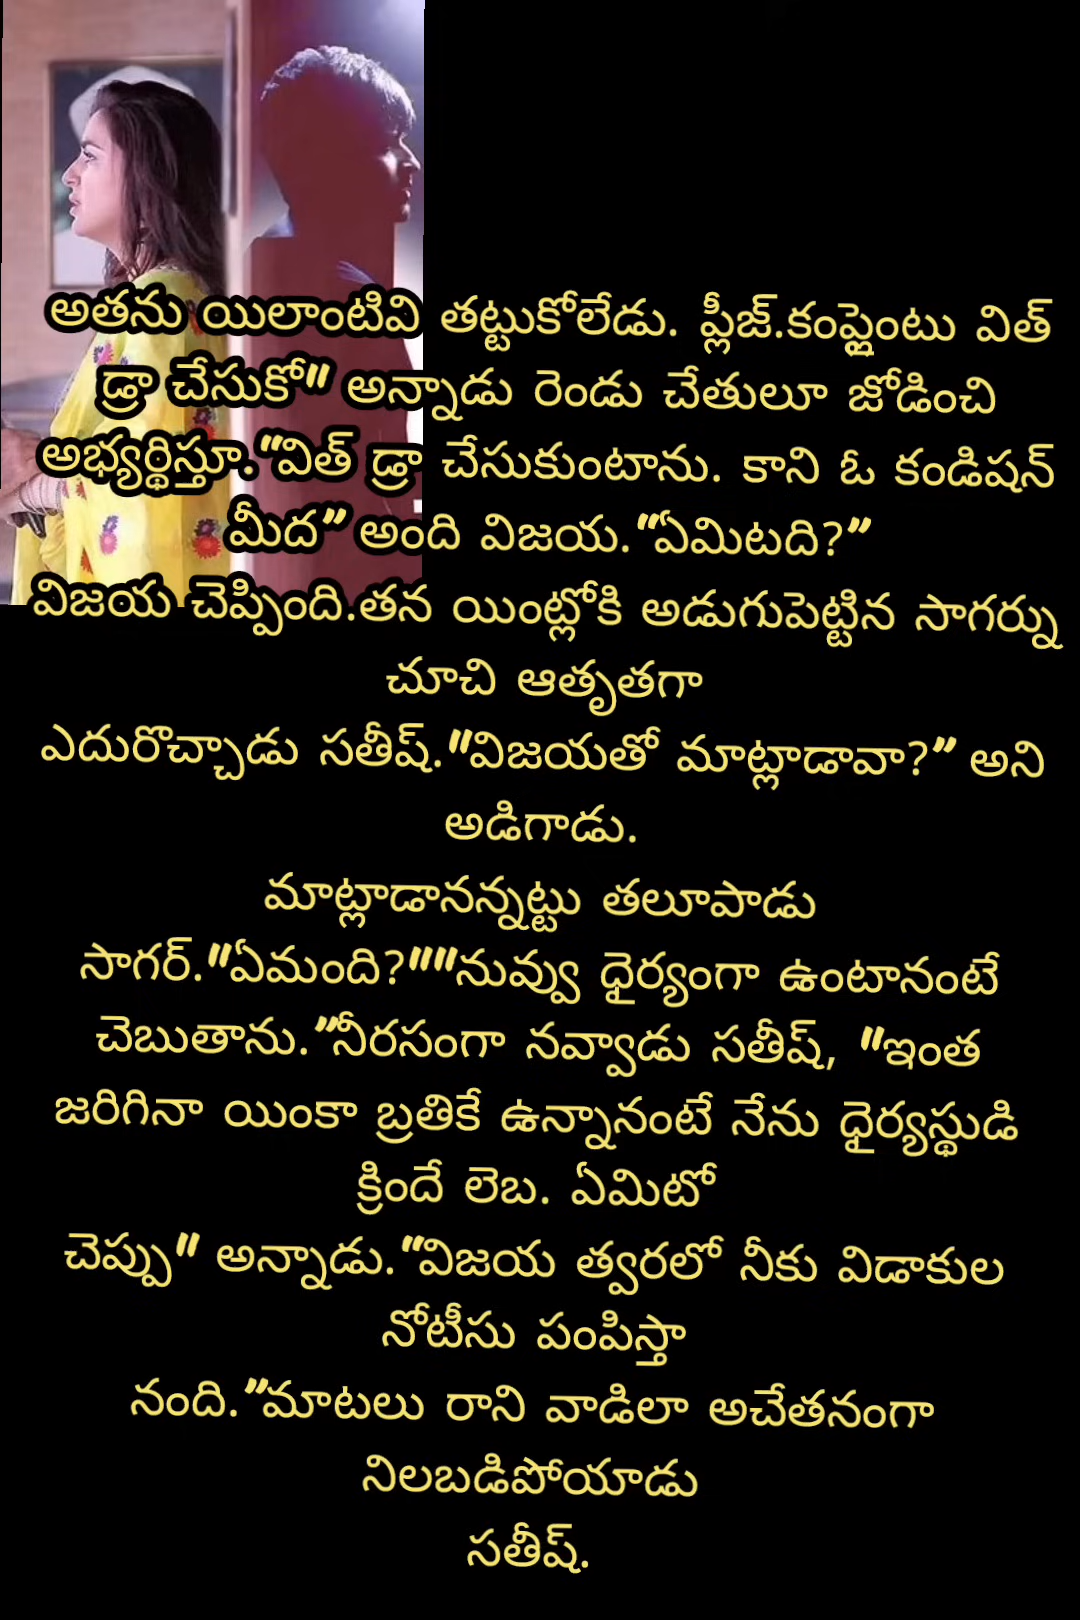 అతను యిలాంటివి తట్టుకోలేడు. ప్లీజ్.కంప్లైంటు విత్
డ్రా చేసుకో" అన్నాడు రెండు చేతులూ జోడించి
అభ్యర్థిస్తూ."విత్ డ్రా చేసుకుంటాను. కాని ఓ కండిషన్
మీద” అంది విజయ."ఏమిటది?”
విజయ చెప్పింది.తన యింట్లోకి అడుగుపెట్టిన సాగర్ను
చూచి ఆతృతగా
ఎదురొచ్చాడు సతీష్."విజయతో మాట్లాడావా?” అని
అడిగాడు.
మాట్లాడానన్నట్టు తలూపాడు
సాగర్."ఏమంది?""నువ్వు ధైర్యంగా ఉంటానంటే
చెబుతాను.”నీరసంగా నవ్వాడు సతీష్, "ఇంత
జరిగినా యింకా బ్రతికే ఉన్నానంటే నేను ధైర్యస్థుడి
క్రిందే లెబ. ఏమిటో
చెప్పు" అన్నాడు."విజయ త్వరలో నీకు విడాకుల
నోటీసు పంపిస్తా
నంది.”మాటలు రాని వాడిలా అచేతనంగా
నిలబడిపోయాడు
సతీష్.